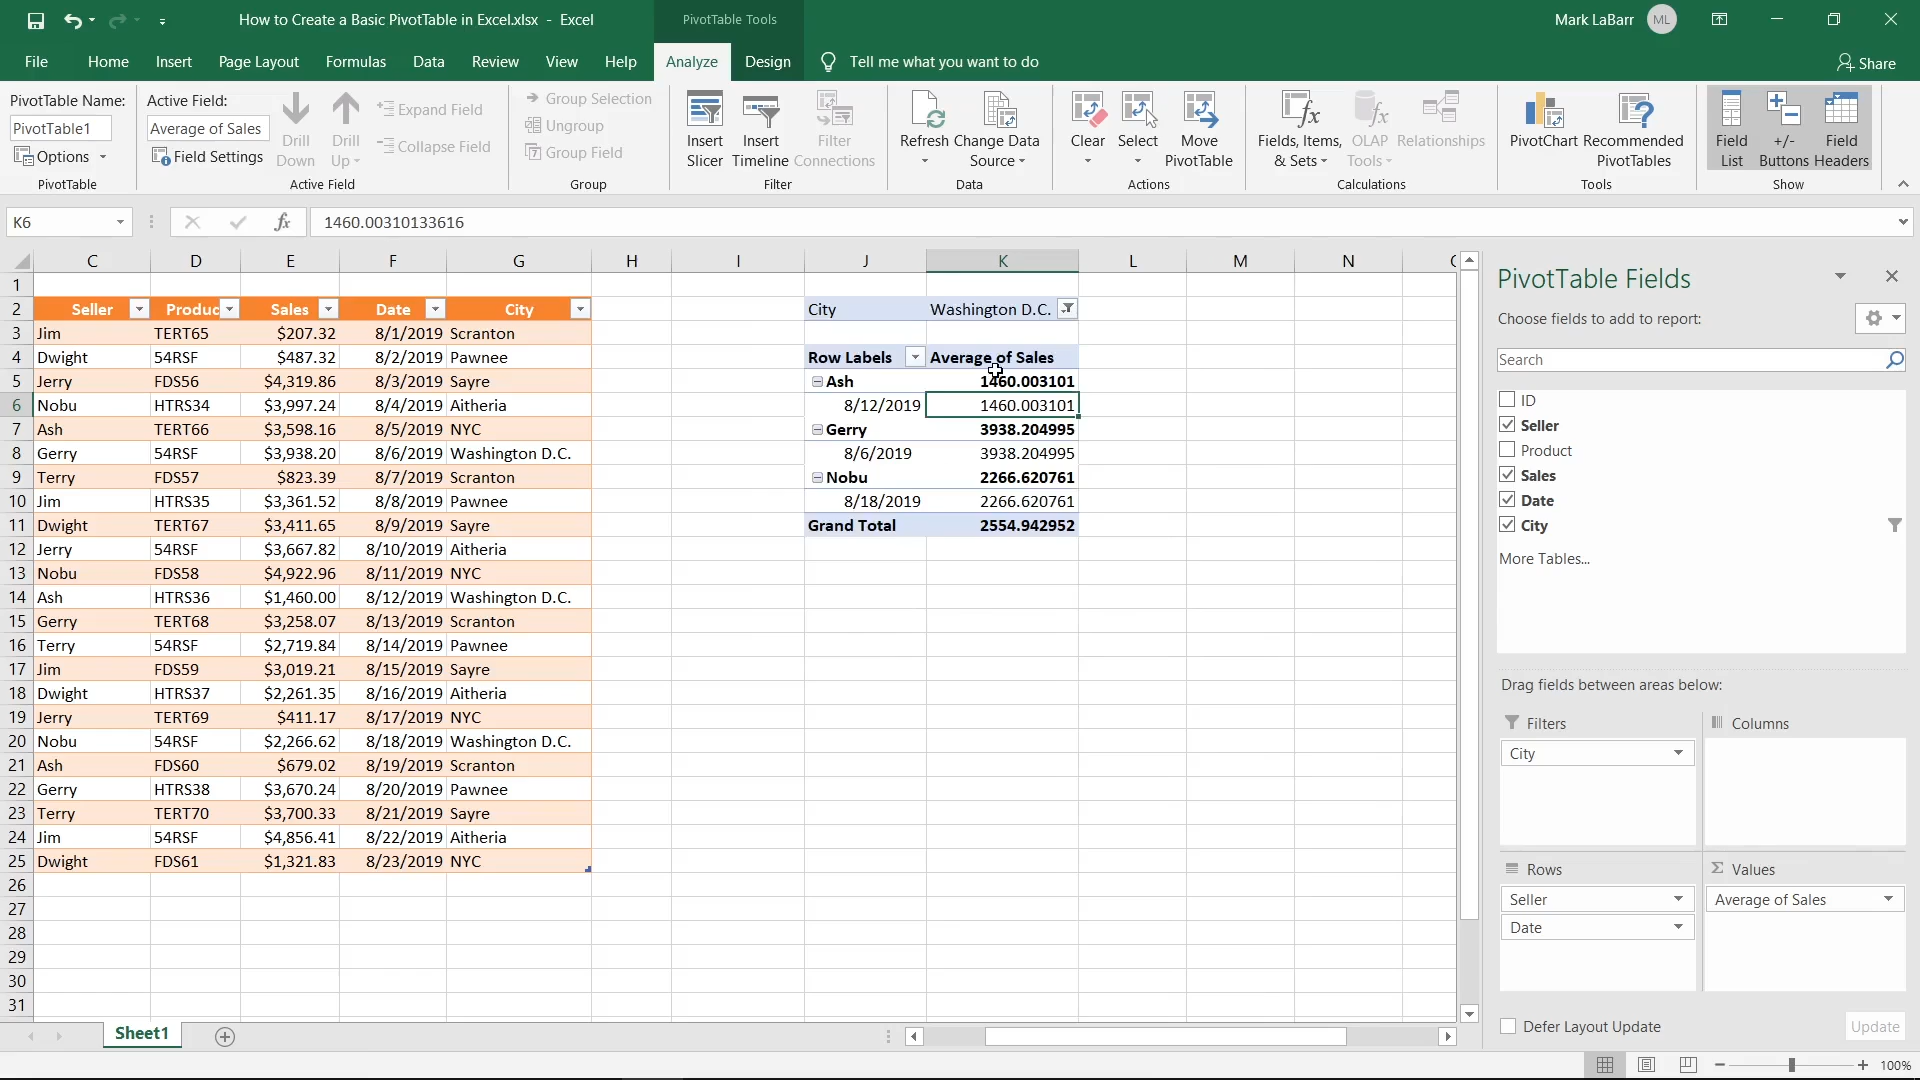 How to Create a Basic PivotTable in Excel.xlsx - Excel
PivotTable Tools
Mark LaBarr ML
File Home Insert Page Layout Formulas Data Review View Help Analyze Design Tell me what you want to do Share
PivotTable Name:
PivotTable1
Options
PivotTable
Active Field:
Average of Sales
Field Settings
Drill Down
Drill Up
Expand Field
Collapse Field
Active Field
Group Selection
Ungroup
Group Field
Group
Insert Slicer
Insert Timeline
Filter Connections
Filter
Refresh
Change Data Source
Data
Clear
Select
Move PivotTable
Actions
Fields, Items, & Sets
OLAP Tools
Relationships
Calculations
PivotChart
Recommended PivotTables
Tools
Field List
+/- Buttons
Field Headers
Show
K6 fx 1460.00310133616
C D E F G H I J K L M N
1
2 Seller Produc Sales Date City City Washington D.C.
3 Jim TERT65 $207.32 8/1/2019 Scranton
4 Dwight 54RSF $487.32 8/2/2019 Pawnee Row Labels Average of Sales
5 Jerry FDS56 $4,319.86 8/3/2019 Sayre Ash 1460.003101
6 Nobu HTRS34 $3,997.24 8/4/2019 Aitheria 8/12/2019 1460.003101
7 Ash TERT66 $3,598.16 8/5/2019 NYC Gerry 3938.204995
8 Gerry 54RSF $3,938.20 8/6/2019 Washington D.C. 8/6/2019 3938.204995
9 Terry FDS57 $823.39 8/7/2019 Scranton Nobu 2266.620761
10 Jim HTRS35 $3,361.52 8/8/2019 Pawnee 8/18/2019 2266.620761
11 Dwight TERT67 $3,411.65 8/9/2019 Sayre Grand Total 2554.942952
12 Jerry 54RSF $3,667.82 8/10/2019 Aitheria
13 Nobu FDS58 $4,922.96 8/11/2019 NYC
14 Ash HTRS36 $1,460.00 8/12/2019 Washington D.C.
15 Gerry TERT68 $3,258.07 8/13/2019 Scranton
16 Terry 54RSF $2,719.84 8/14/2019 Pawnee
17 Jim FDS59 $3,019.21 8/15/2019 Sayre
18 Dwight HTRS37 $2,261.35 8/16/2019 Aitheria
19 Jerry TERT69 $411.17 8/17/2019 NYC
20 Nobu 54RSF $2,266.62 8/18/2019 Washington D.C.
21 Ash FDS60 $679.02 8/19/2019 Scranton
22 Gerry HTRS38 $3,670.24 8/20/2019 Pawnee
23 Terry TERT70 $3,700.33 8/21/2019 Sayre
24 Jim 54RSF $4,856.41 8/22/2019 Aitheria
25 Dwight FDS61 $1,321.83 8/23/2019 NYC
26
27
28
29
30
31
Sheet1
PivotTable Fields
Choose fields to add to report:
Search
ID
Seller
Product
Sales
Date
City
More Tables...
Drag fields between areas below:
Filters
City
Columns
Rows
Seller
Date
Σ Values
Average of Sales
Defer Layout Update
Update
100%